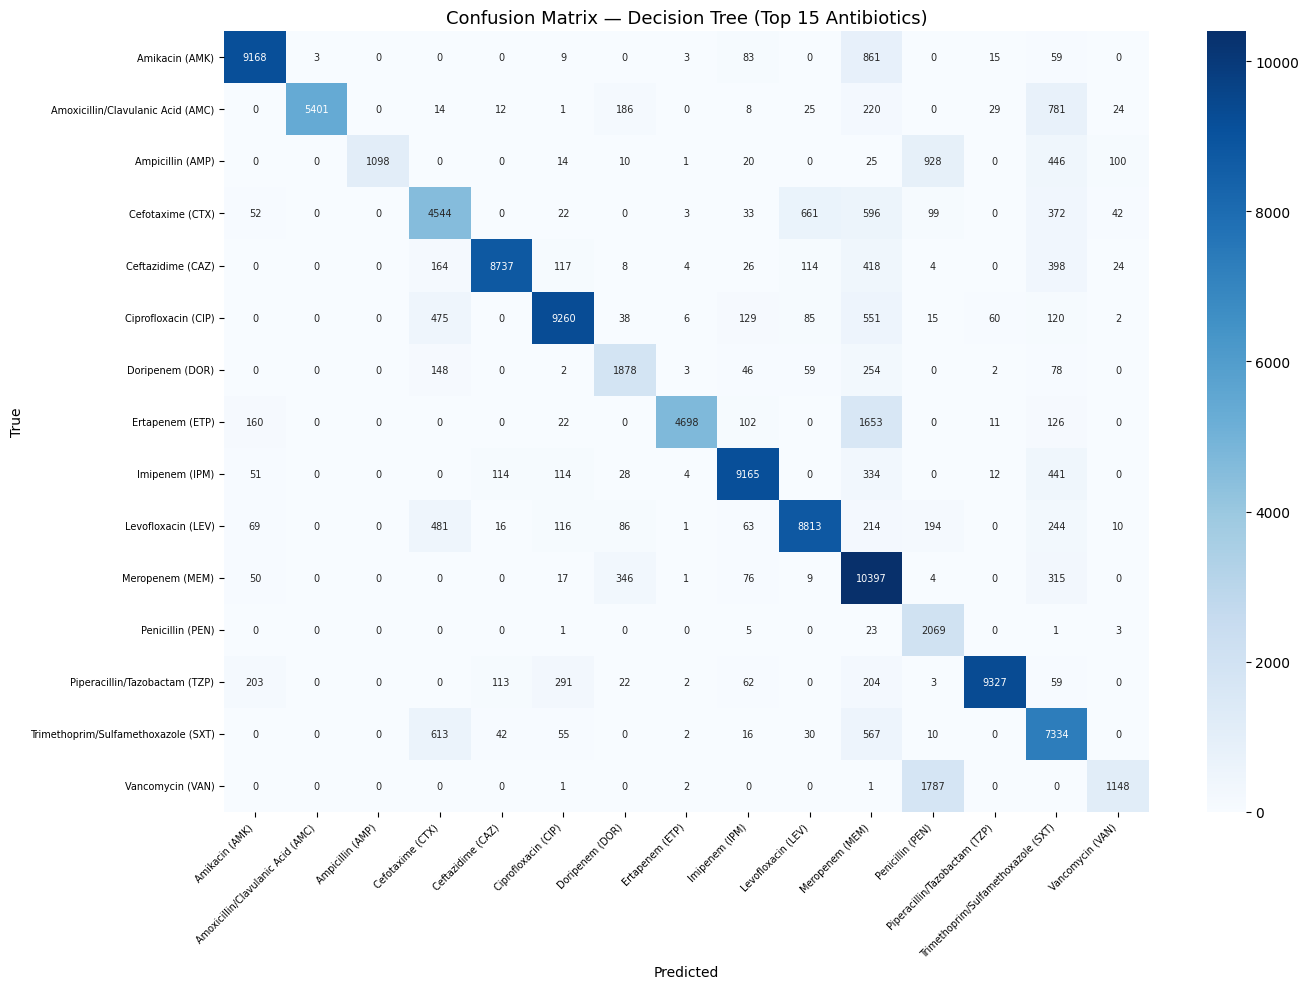 Confusion Matrix — Decision Tree (Top 15 Antibiotics)
True
Amikacin (AMK) 9168 3 0 0 0 9 0 3 83 0 861 0 15 59 0
Amoxicillin/Clavulanic Acid (AMC) 0 5401 0 14 12 1 186 0 8 25 220 0 29 781 24
Ampicillin (AMP) 0 0 1098 0 0 14 10 1 20 0 25 928 0 446 100
Cefotaxime (CTX) 52 0 0 4544 0 22 0 3 33 661 596 99 0 372 42
Ceftazidime (CAZ) 0 0 0 164 8737 117 8 4 26 114 418 4 0 398 24
Ciprofloxacin (CIP) 0 0 0 475 0 9260 38 6 129 85 551 15 60 120 2
Doripenem (DOR) 0 0 0 148 0 2 1878 3 46 59 254 0 2 78 0
Ertapenem (ETP) 160 0 0 0 0 22 0 4698 102 0 1653 0 11 126 0
Imipenem (IPM) 51 0 0 0 114 114 28 4 9165 0 334 0 12 441 0
Levofloxacin (LEV) 69 0 0 481 16 116 86 1 63 8813 214 194 0 244 10
Meropenem (MEM) 50 0 0 0 0 17 346 1 76 9 10397 4 0 315 0
Penicillin (PEN) 0 0 0 0 0 1 0 0 5 0 23 2069 0 1 3
Piperacillin/Tazobactam (TZP) 203 0 0 0 113 291 22 2 62 0 204 3 9327 59 0
Trimethoprim/Sulfamethoxazole (SXT) 0 0 0 613 42 55 0 2 16 30 567 10 0 7334 0
Vancomycin (VAN) 0 0 0 0 0 1 0 2 0 0 1 1787 0 0 1148
Amikacin (AMK)
Amoxicillin/Clavulanic Acid (AMC)
Ampicillin (AMP)
Cefotaxime (CTX)
Ceftazidime (CAZ)
Ciprofloxacin (CIP)
Doripenem (DOR)
Ertapenem (ETP)
Imipenem (IPM)
Levofloxacin (LEV)
Meropenem (MEM)
Penicillin (PEN)
Piperacillin/Tazobactam (TZP)
Trimethoprim/Sulfamethoxazole (SXT)
Vancomycin (VAN)
Predicted
10000
8000
6000
4000
2000
0